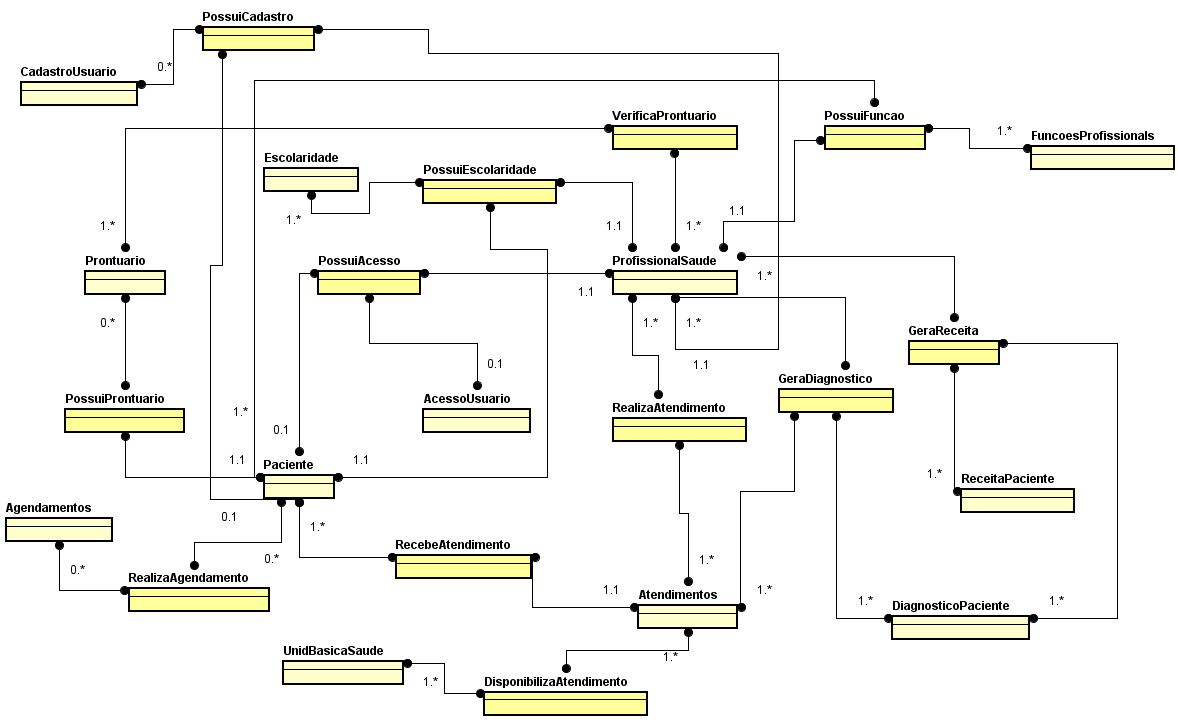 PossuiCadastro
0.*
CadastroUsuario
VerificaProntuario
PossuiFuncao
1.*
FuncoesProfissionals
Escolaridade
PossuiEscolaridade
1.*
1.1
1.1
1.*
1.*
Prontuario
PossuiAcesso
ProfissionalSaude
1.*
1.1
0.*
1.*
1.*
GeraReceita
0.1
1.1
GeraDiagnostico
PossuiProntuario
AcessoUsuario
RealizaAtendimento
1.*
0.1
1.1
Paciente
1.1
1.*
ReceitaPaciente
Agendamentos
0.1
1.*
RecebeAtendimento
0.*
0.*
1.*
RealizaAgendamento
1.1
Atendimentos
1.*
1.*
DiagnosticoPaciente
1.*
UnidBasicaSaude
1.*
1.*
DisponibilizaAtendimento